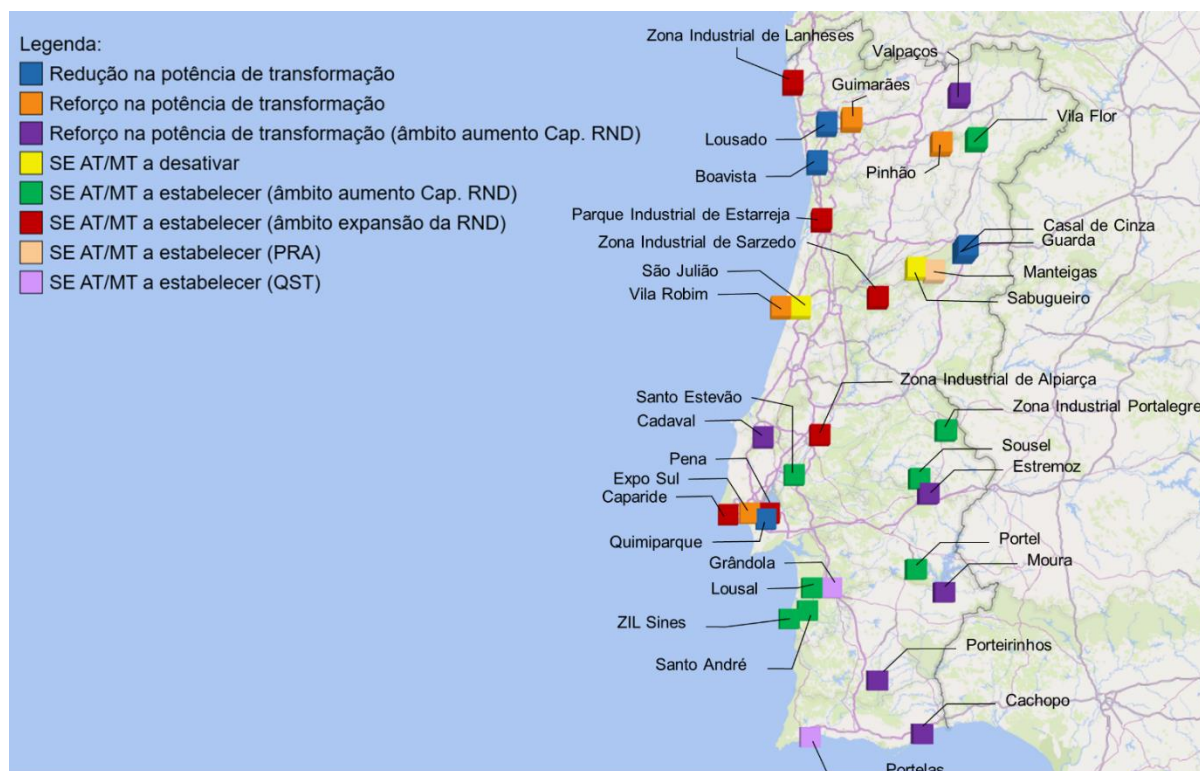 Legenda:
Redução na potência de transformação
Reforço na potência de transformação
Reforço na potência de transformação (âmbito aumento Cap. RND)
SE AT/MT a desativar
SE AT/MT a estabelecer (âmbito aumento Cap. RND)
SE AT/MT a estabelecer (âmbito expansão da RND)
SE AT/MT a estabelecer (PRA)
SE AT/MT a estabelecer (QST)
Zona Industrial de Lanheses
Valpaços
Guimarães
Vila Flor
Lousado
Pinhão
Boavista
Parque Industrial de Estarreja
Casal de Cinza
Zona Industrial de Sarzedo
Guarda
São Julião
Manteigas
Vila Robim
Sabugueiro
Zona Industrial de Alpiarça
Santo Estevão
Zona Industrial Portalegre
Cadaval
Sousel
Pena
Estremoz
Expo Sul
Caparide
Quimiparque
Portel
Grândola
Moura
Lousal
ZIL Sines
Porteirinhos
Santo André
Cachopo
Portelas